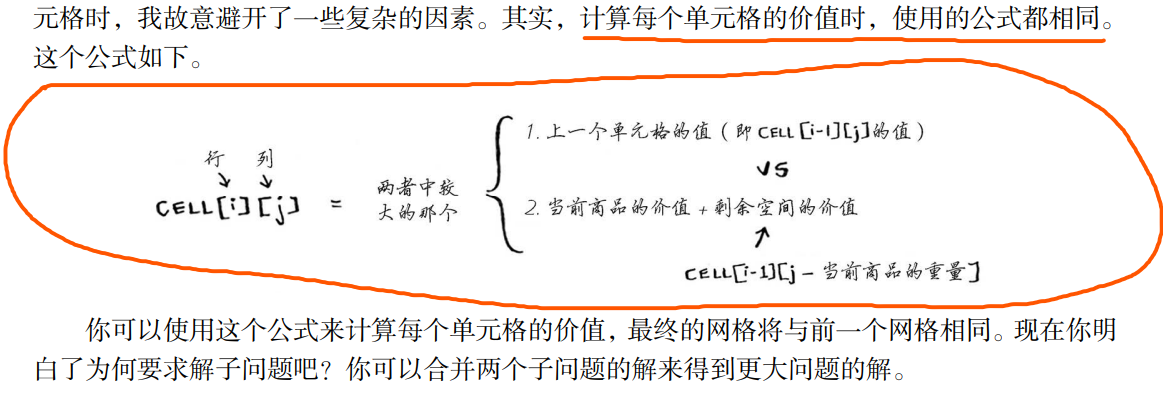 元格时，我故意避开了一些复杂的因素。其实，计算每个单元格的价值时，使用的公式都相同。
这个公式如下。
1. 上一个单元格的值（即CELL[i-1][j]的值）
行 列
VS
CELL[i][j] = 两者中较
大的那个
2. 当前商品的价值 + 剩余空间的价值
CELL[i-1][j - 当前商品的重量]
你可以使用这个公式来计算每个单元格的价值，最终的网格将与前一个网格相同。现在你明
白了为何要求解子问题吧？你可以合并两个子问题的解来得到更大问题的解。